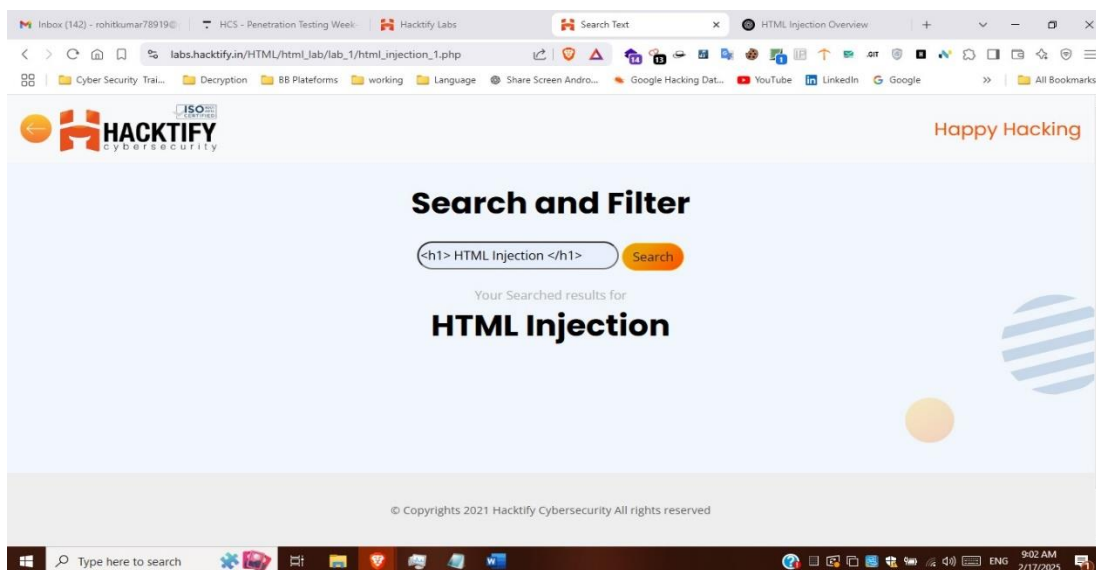 Inbox (142) - rohitkumar78919@
HCS - Penetration Testing Week-
Hacktify Labs
Search Text
HTML Injection Overview
labs.hacktify.in/HTML/html_lab/lab_1/html_injection_1.php
Cyber Security Trai... Decryption BB Plateforms working Language Share Screen Andro... Google Hacking Dat... YouTube LinkedIn Google All Bookmarks
ISO
CERTIFIED
HACKTIFY
cybersecurity
Happy Hacking
Search and Filter
<h1> HTML Injection </h1> Search
Your Searched results for
HTML Injection
© Copyrights 2021 Hacktify Cybersecurity All rights reserved
Type here to search
ENG
9:02 AM
2/17/2025